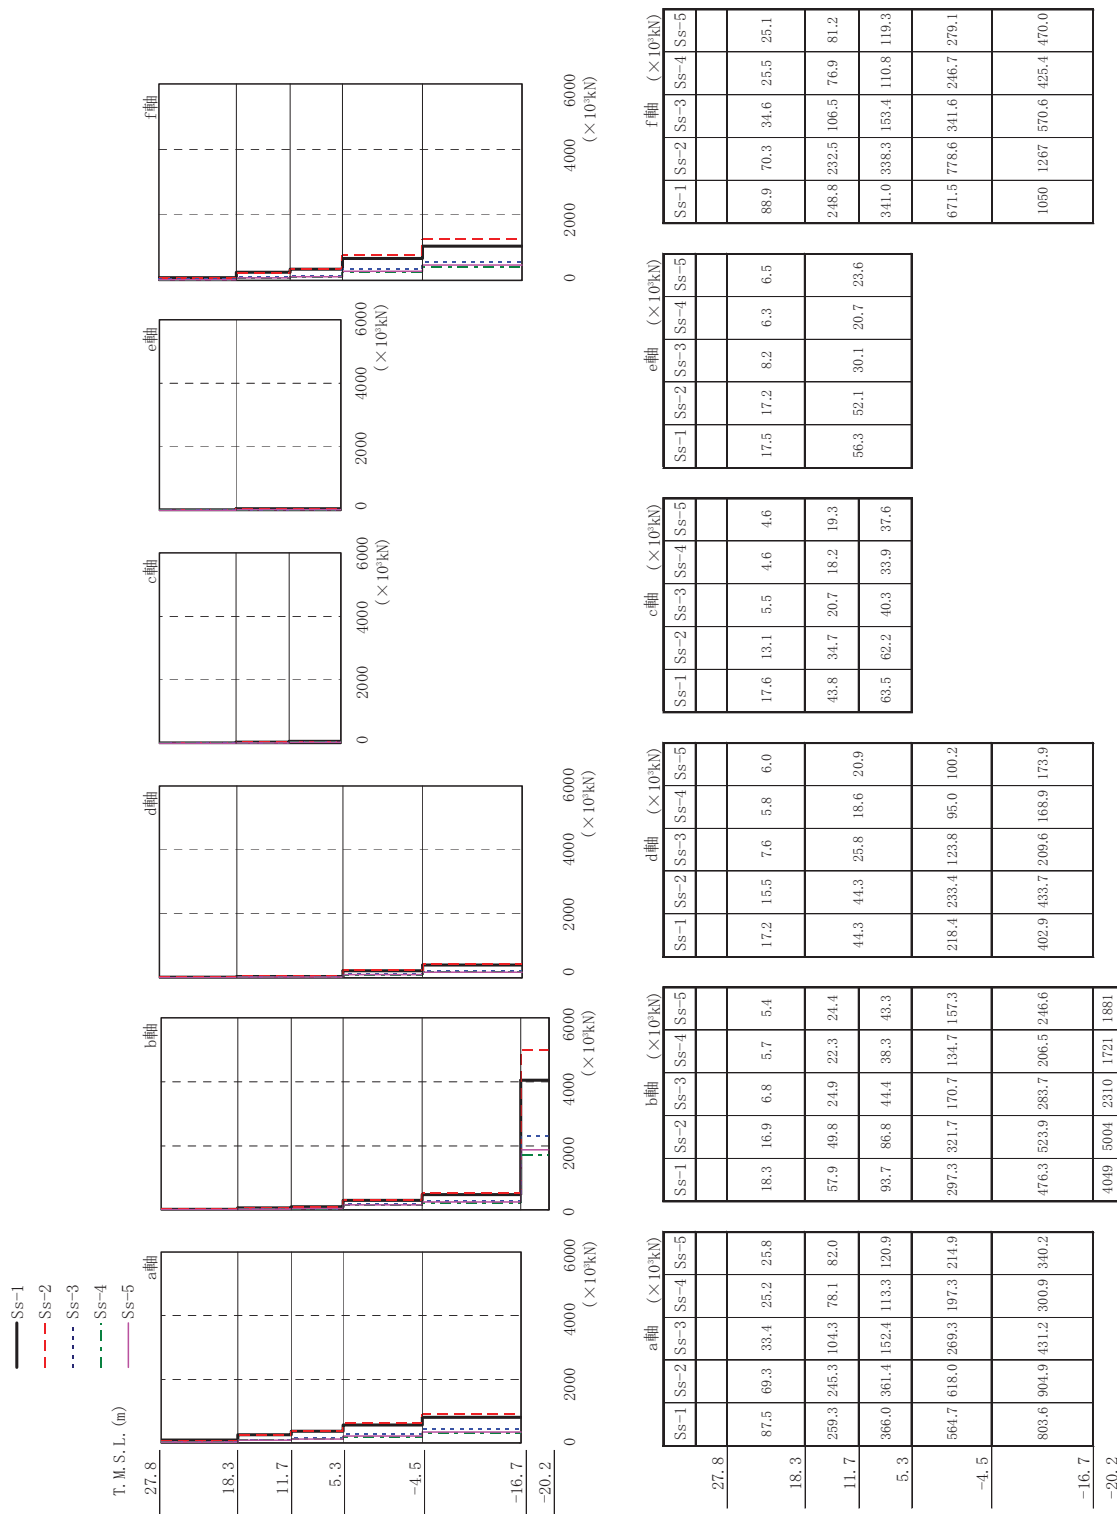 Ss-1
Ss-2
Ss-3
Ss-4
Ss-5
T.M.S.L.(m)
27.8 a軸 b軸 d軸 c軸 e軸 f軸
18.3
11.7
5.3
0 2000 4000 6000 0 2000 4000 6000
(×10³kN) (×10³kN)
-4.5
-16.7
-20.2
0 2000 4000 6000 0 2000 4000 6000 0 2000 4000 6000 0 2000 4000 6000
(×10³kN) (×10³kN) (×10³kN) (×10³kN)
a軸 (×10³kN) b軸 (×10³kN) d軸 (×10³kN) c軸 (×10³kN) e軸 (×10³kN) f軸 (×10³kN)
Ss-1 Ss-2 Ss-3 Ss-4 Ss-5 Ss-1 Ss-2 Ss-3 Ss-4 Ss-5 Ss-1 Ss-2 Ss-3 Ss-4 Ss-5 Ss-1 Ss-2 Ss-3 Ss-4 Ss-5 Ss-1 Ss-2 Ss-3 Ss-4 Ss-5 Ss-1 Ss-2 Ss-3 Ss-4 Ss-5
27.8
87.5 69.3 33.4 25.2 25.8 18.3 16.9 6.8 5.7 5.4 17.2 15.5 7.6 5.8 6.0 17.6 13.1 5.5 4.6 4.6 17.5 17.2 8.2 6.3 6.5 88.9 70.3 34.6 25.5 25.1
18.3
259.3 245.3 104.3 78.1 82.0 57.9 49.8 24.9 22.3 24.4 44.3 44.3 25.8 18.6 20.9 43.8 34.7 20.7 18.2 19.3 56.3 52.1 30.1 20.7 23.6 248.8 232.5 106.5 76.9 81.2
11.7
366.0 361.4 152.4 113.3 120.9 93.7 86.8 44.4 38.3 43.3 63.5 62.2 40.3 33.9 37.6 341.0 338.3 153.4 110.8 119.3
5.3
564.7 618.0 269.3 197.3 214.9 297.3 321.7 170.7 134.7 157.3 218.4 233.4 123.8 95.0 100.2 671.5 778.6 341.6 246.7 279.1
-4.5
803.6 904.9 431.2 300.9 340.2 476.3 523.9 283.7 206.5 246.6 402.9 433.7 209.6 168.9 173.9 1050 1267 570.6 425.4 470.0
-16.7
4049 5004 2310 1721 1881
-20.2